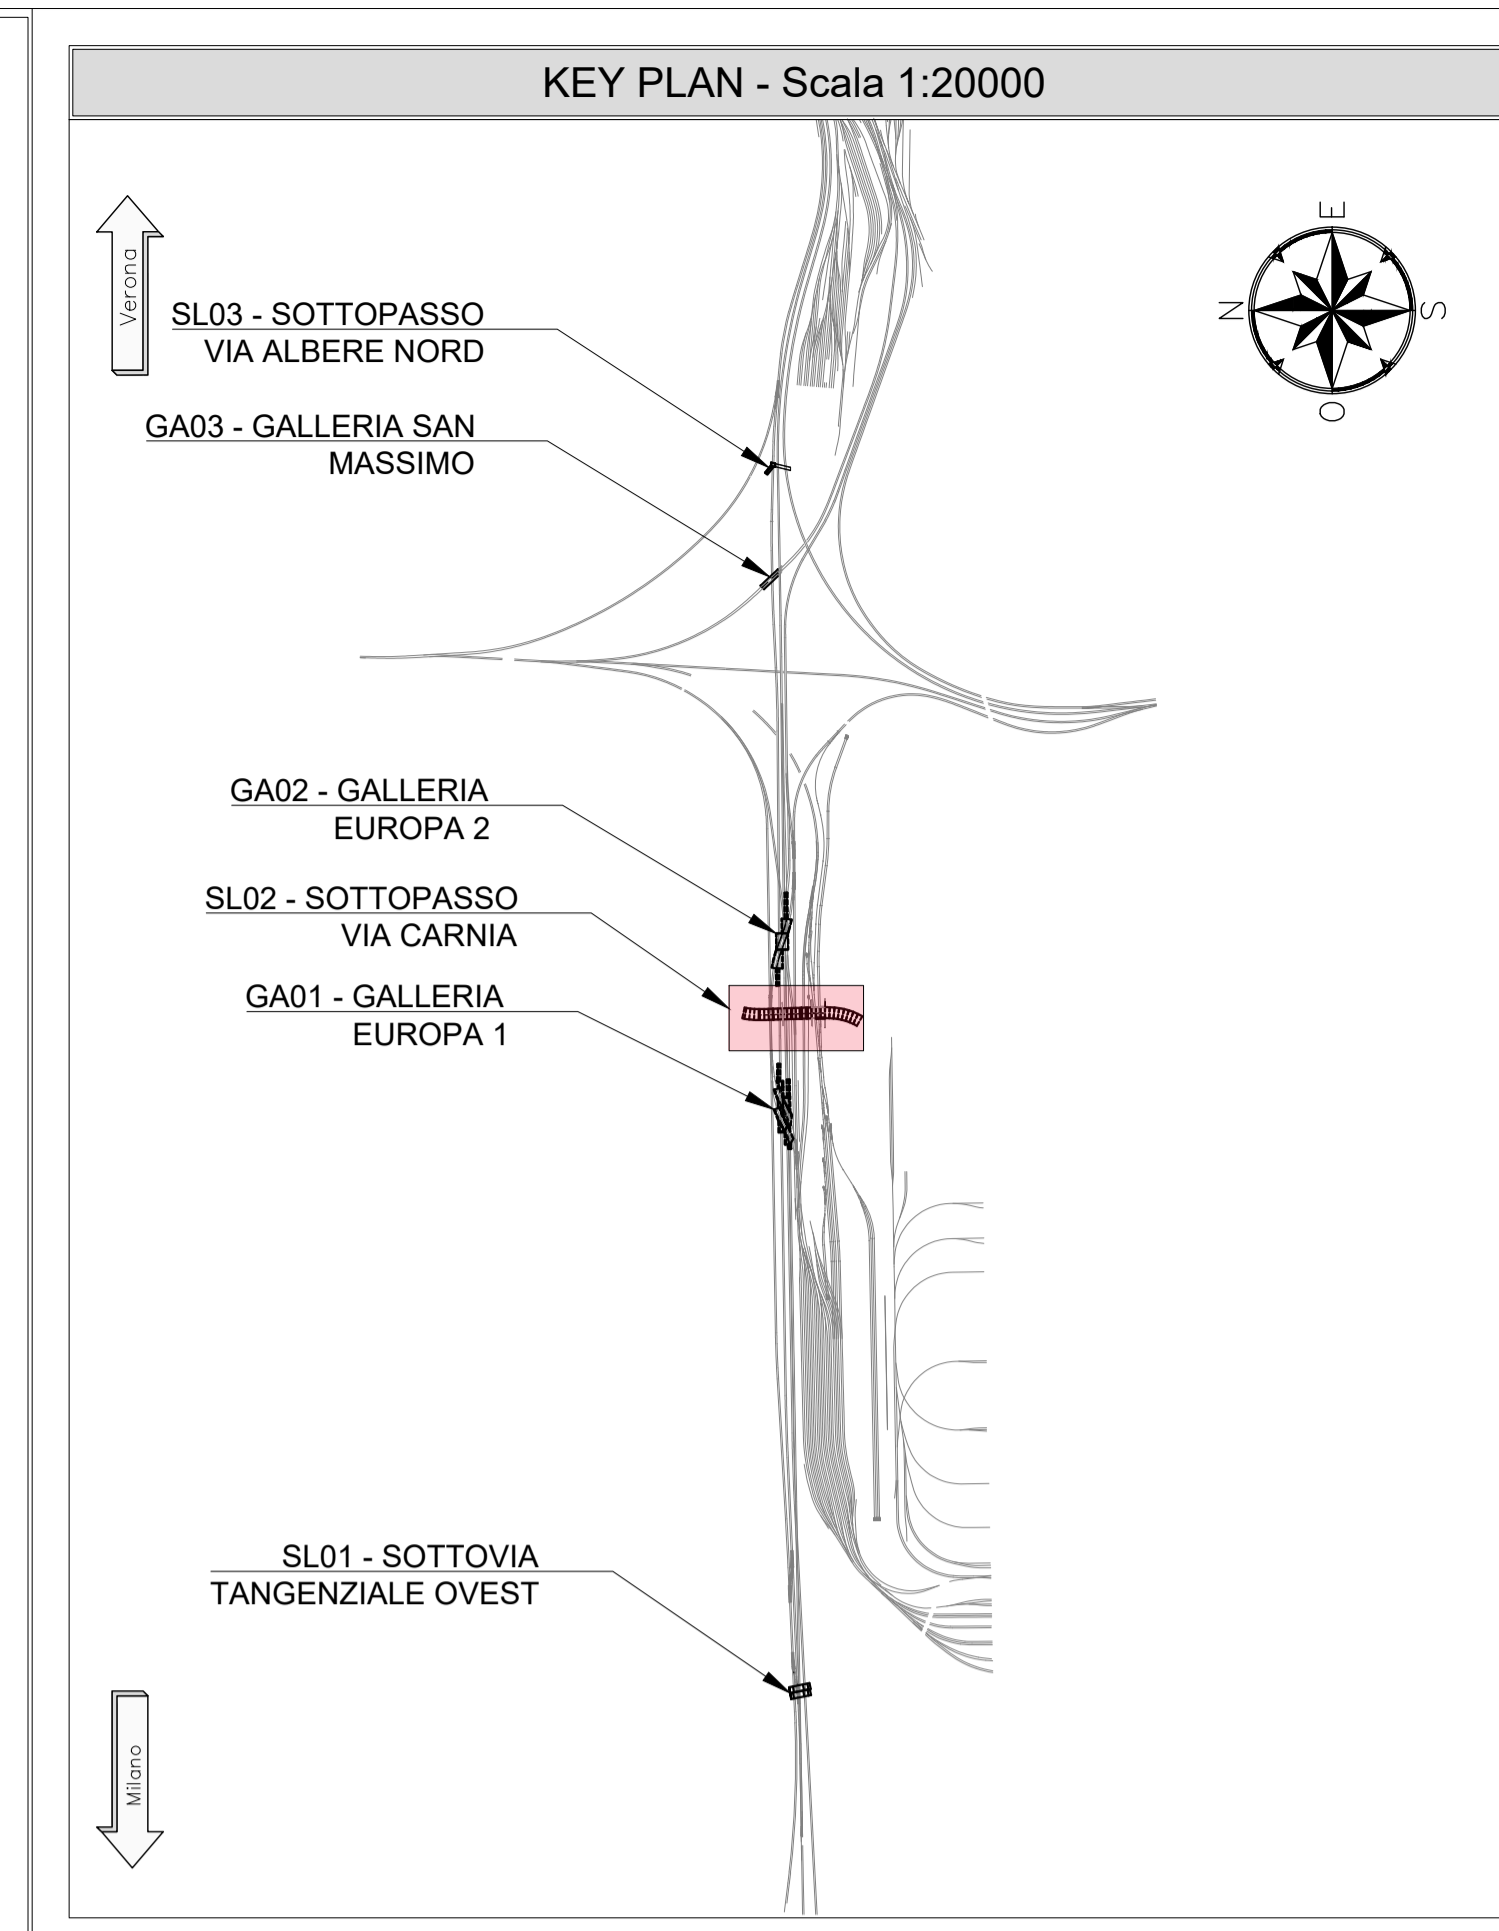 KEY PLAN - Scala 1:20000
Verona
E
N
S
O
SL03 - SOTTOPASSO
VIA ALBERE NORD
GA03 - GALLERIA SAN
MASSIMO
GA02 - GALLERIA
EUROPA 2
SL02 - SOTTOPASSO
VIA CARNIA
GA01 - GALLERIA
EUROPA 1
SL01 - SOTTOVIA
TANGENZIALE OVEST
Milano